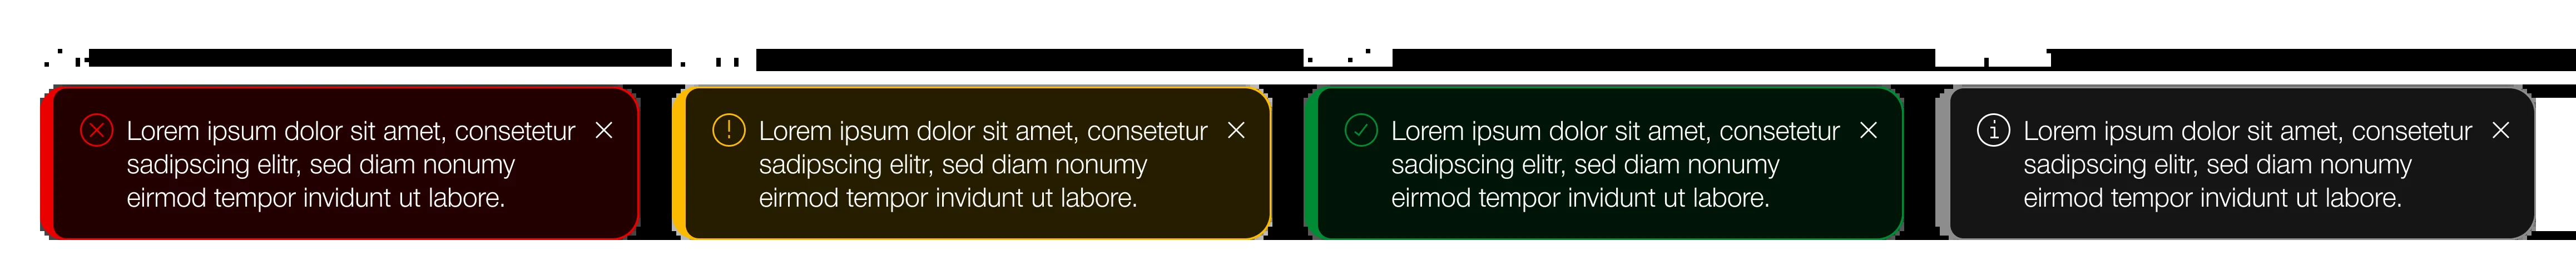 Lorem ipsum dolor sit amet, consetetur
sadipscing elitr, sed diam nonumy
eirmod tempor invidunt ut labore.
Lorem ipsum dolor sit amet, consetetur
sadipscing elitr, sed diam nonumy
eirmod tempor invidunt ut labore.
Lorem ipsum dolor sit amet, consetetur
sadipscing elitr, sed diam nonumy
eirmod tempor invidunt ut labore.
Lorem ipsum dolor sit amet, consetetur
sadipscing elitr, sed diam nonumy
eirmod tempor invidunt ut labore.